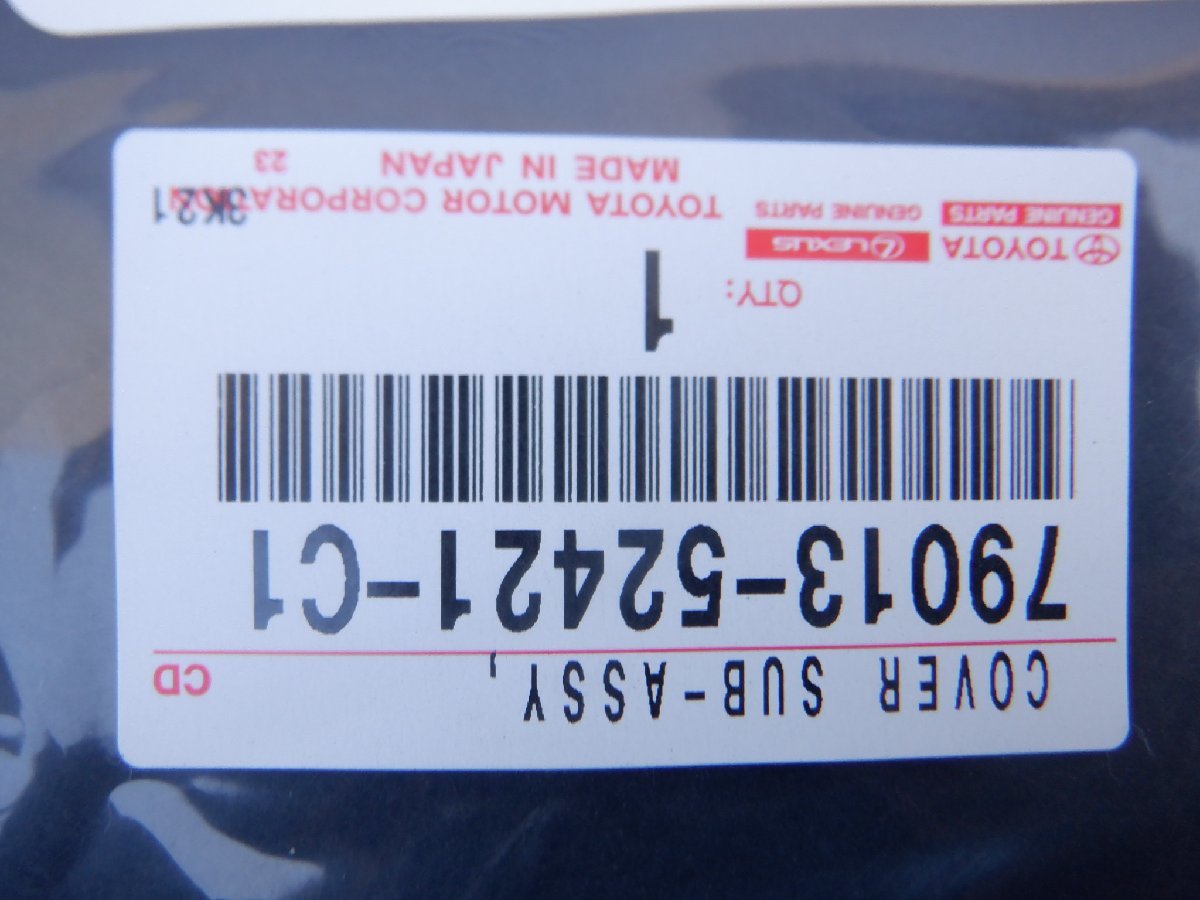 COVER SUB-ASSY,
CD
79013-52421-C1
QTY: 1
TOYOTA LEXUS
GENUINE PARTS GENUINE PARTS
TOYOTA MOTOR CORPORATION 3K21
MADE IN JAPAN 23